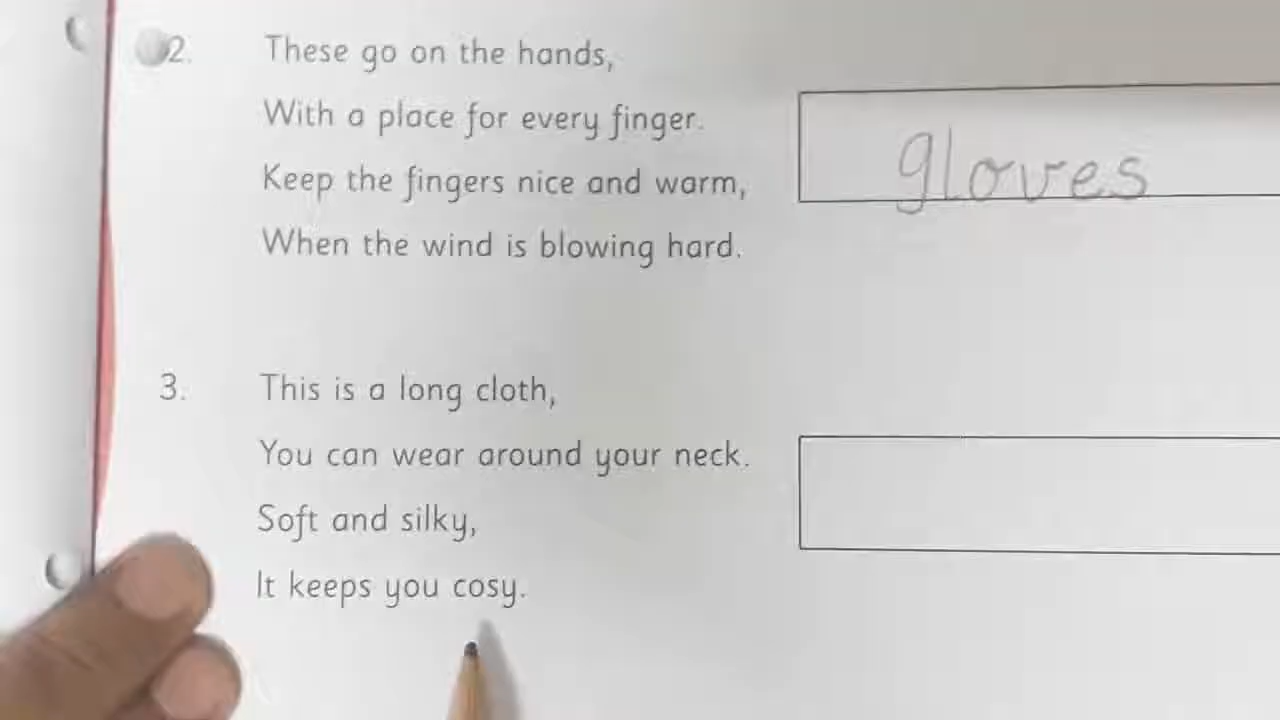 2. These go on the hands,
With a place for every finger.
Keep the fingers nice and warm,
When the wind is blowing hard.
gloves
3. This is a long cloth,
You can wear around your neck.
Soft and silky,
It keeps you cosy.